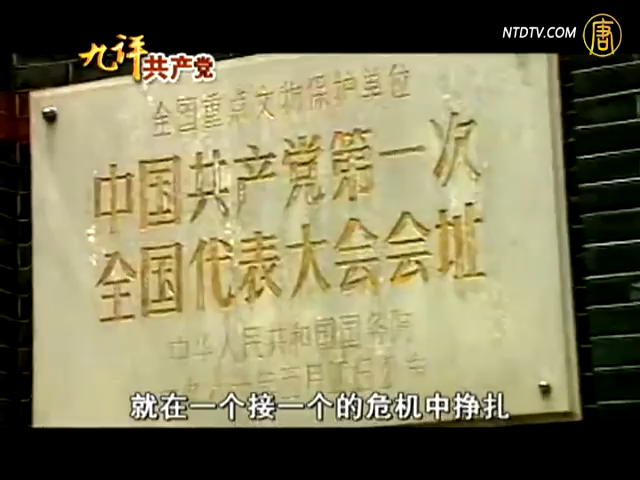 NTDTV.COM
唐
九评
共产党
全国重点文物保护单位
中国共产党第一次
全国代表大会会址
中华人民共和国国务院
就在一个接一个的危机中挣扎